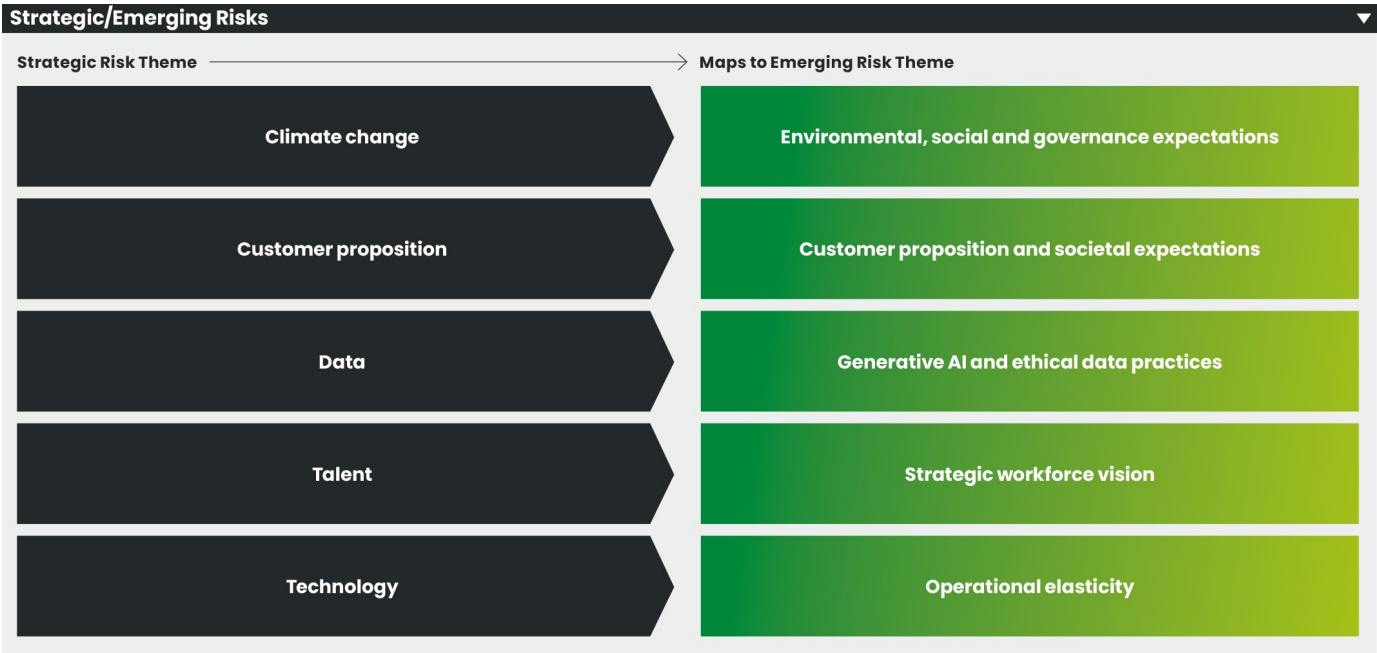 Strategic/Emerging Risks
Strategic Risk Theme
Maps to Emerging Risk Theme
Climate change
Environmental, social and governance expectations
Customer proposition
Customer proposition and societal expectations
Data
Generative AI and ethical data practices
Talent
Strategic workforce vision
Technology
Operational elasticity